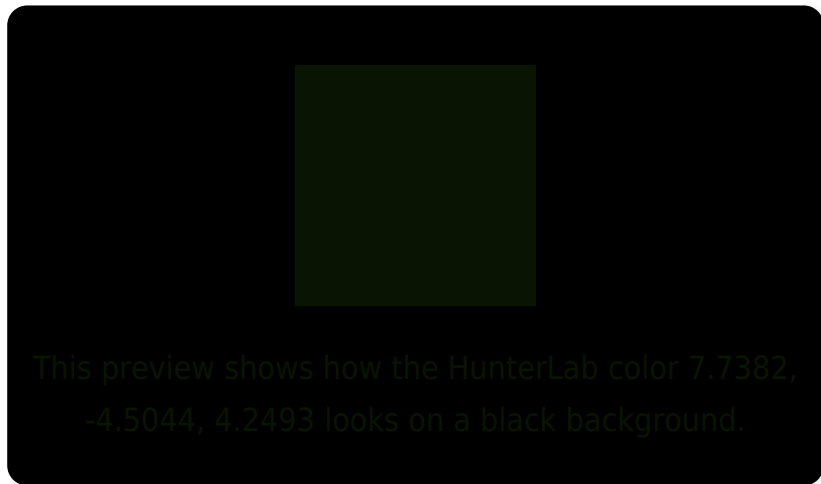 This preview shows how the HunterLab color 7.7382,
-4.5044, 4.2493 looks on a black background.